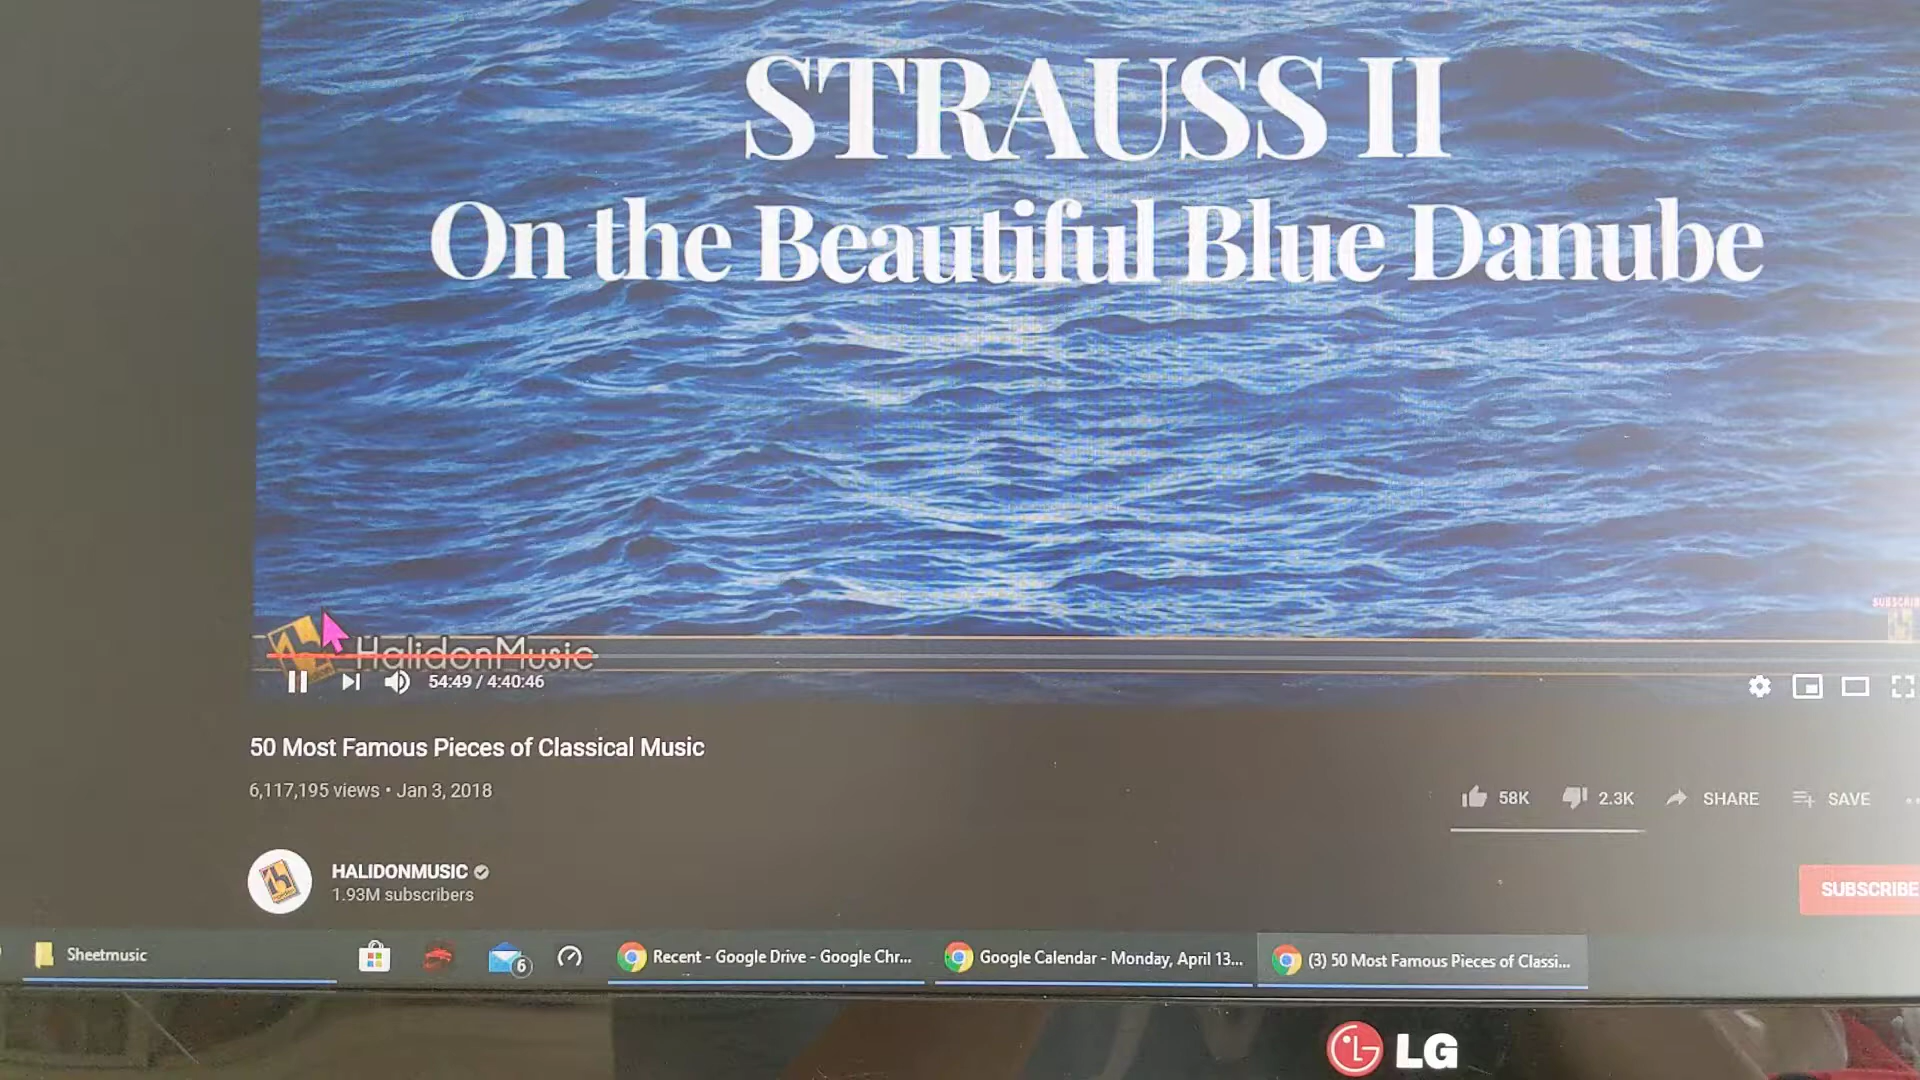 STRAUSS II
On the Beautiful Blue Danube
SUBSCRIB
HalidonMusic
54:49 / 4:40:46
50 Most Famous Pieces of Classical Music
6,117,195 views • Jan 3, 2018
58K 2.3K SHARE SAVE
HALIDONMUSIC
1.93M subscribers
SUBSCRIBE
Sheetmusic
6
Recent - Google Drive - Google Chr...
Google Calendar - Monday, April 13...
(3) 50 Most Famous Pieces of Classi...
LG